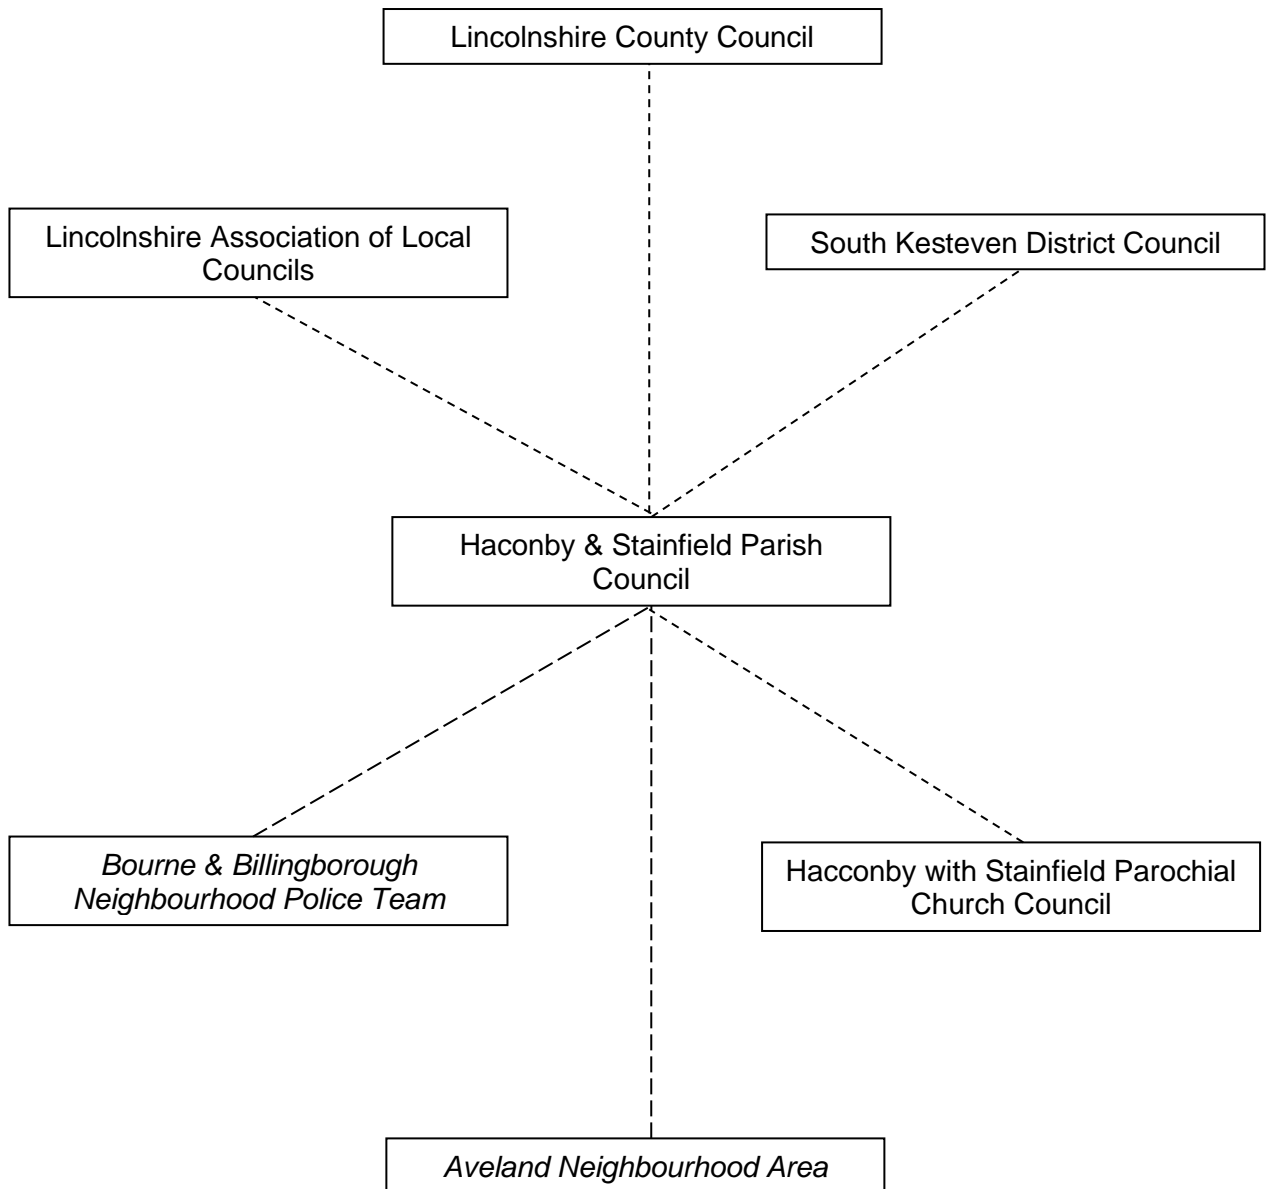 Lincolnshire County Council
Lincolnshire Association of Local
Councils
South Kesteven District Council
Haconby & Stainfield Parish
Council
Bourne & Billingborough
Neighbourhood Police Team
Hacconby with Stainfield Parochial
Church Council
Aveland Neighbourhood Area